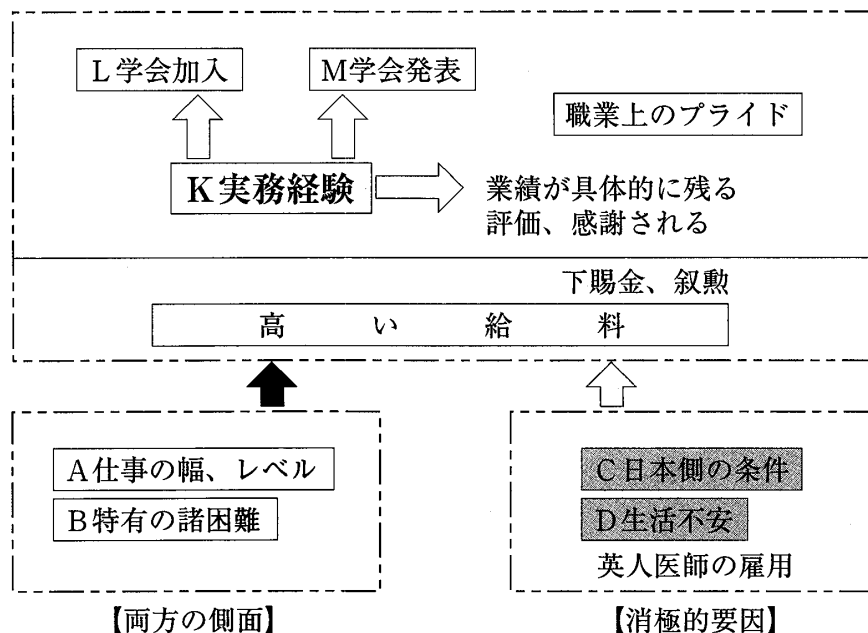 L学会加入
M学会発表
職業上のプライド
K実務経験
業績が具体的に残る
評価、感謝される
下賜金、叙勲
高い給料
A仕事の幅、レベル
B特有の諸困難
C日本側の条件
D生活不安
英人医師の雇用
【両方の側面】
【消極的要因】